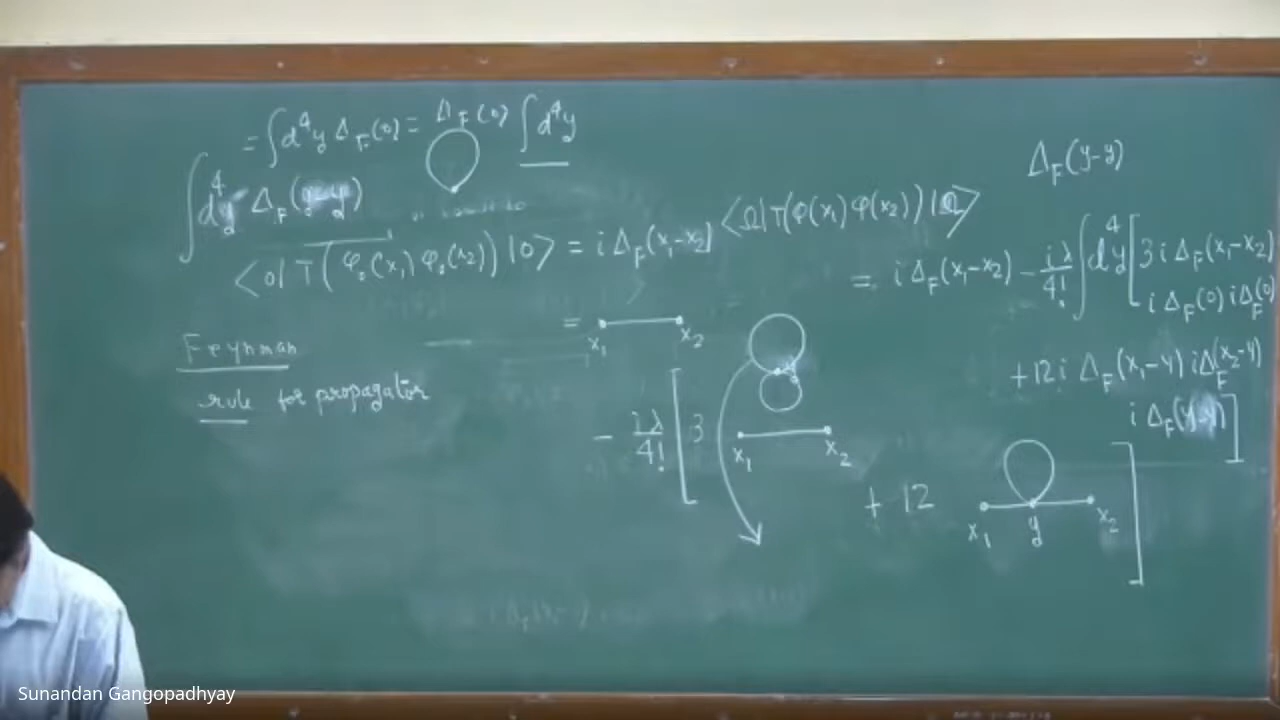 = ∫d⁴y Δ_F(0) = Δ_F(0) ∫d⁴y
∫d⁴y Δ_F(
⟨0|T(φ₀(x₁) φ₀(x₂))|0⟩ = i Δ_F(x₁-x₂)
= x₁ x₂
Feynman
rule for propagator
- iλ/4! [ 3
x₁ x₂
+ 12
x₁ y x₂ ]
Δ_F(y-y)
⟨Ω|T(φ(x₁) φ(x₂))|Ω⟩
= i Δ_F(x₁-x₂) - iλ/4! ∫d⁴y [ 3 i Δ_F(x₁-x₂)
i Δ_F(0) i Δ_F(0)
+ 12 i Δ_F(x₁-y) i Δ_F(x₂-y)
i Δ_F(y-y) ]
Sunandan Gangopadhyay